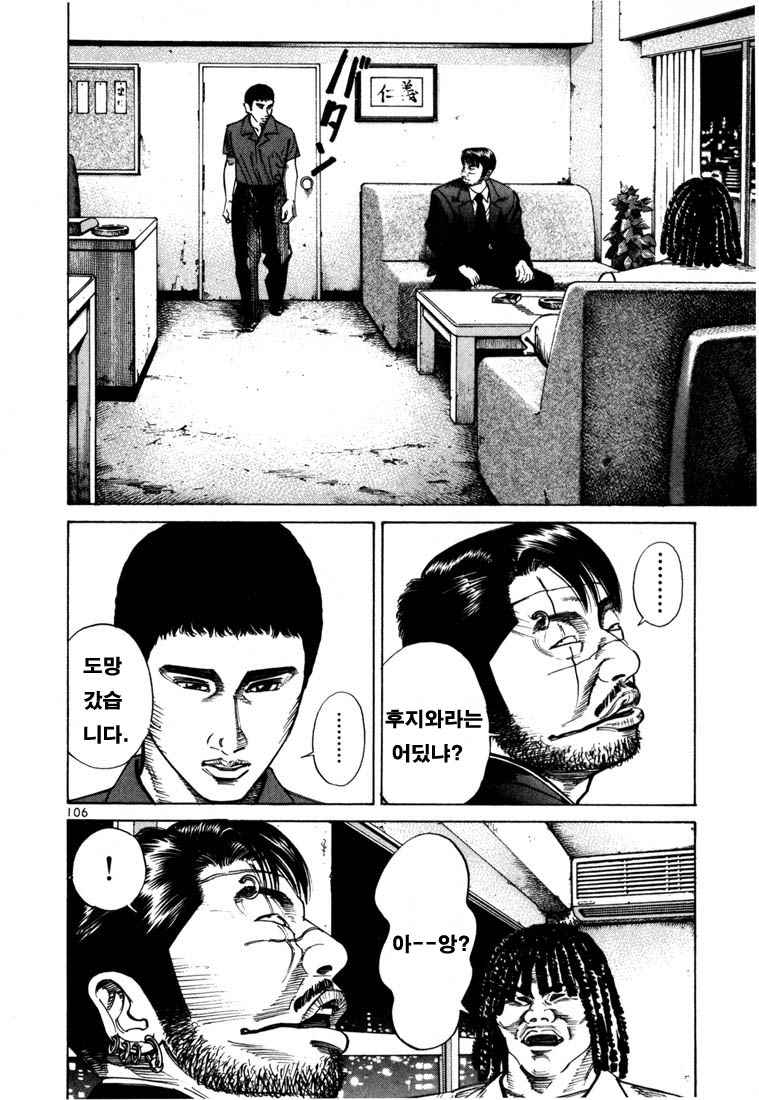 バタン
仁義
………
후지와라는
어딨냐?
………
도망
갔습
니다.
106
!
아--앙?